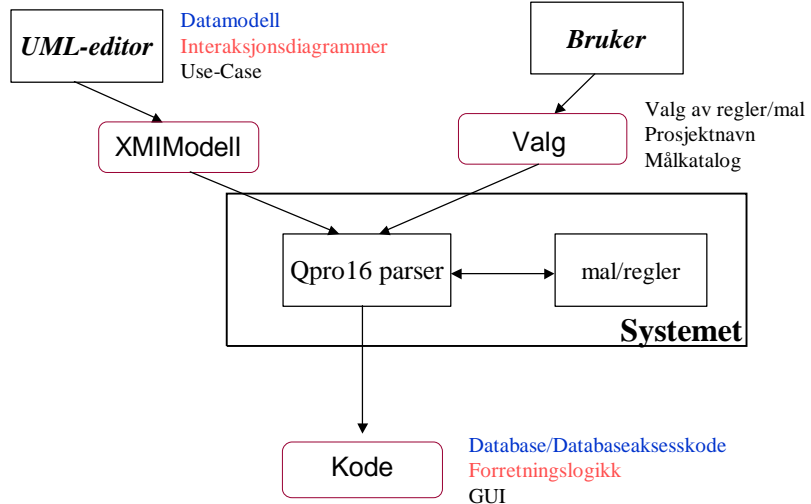 UML-editor
Datamodell
Interaksjonsdiagrammer
Use-Case
Bruker
XMIModell
Valg
Valg av regler/mal
Prosjektnavn
Målkatalog
Qpro16 parser
mal/regler
Systemet
Kode
Database/Databaseaksesskode
Forretningslogikk
GUI